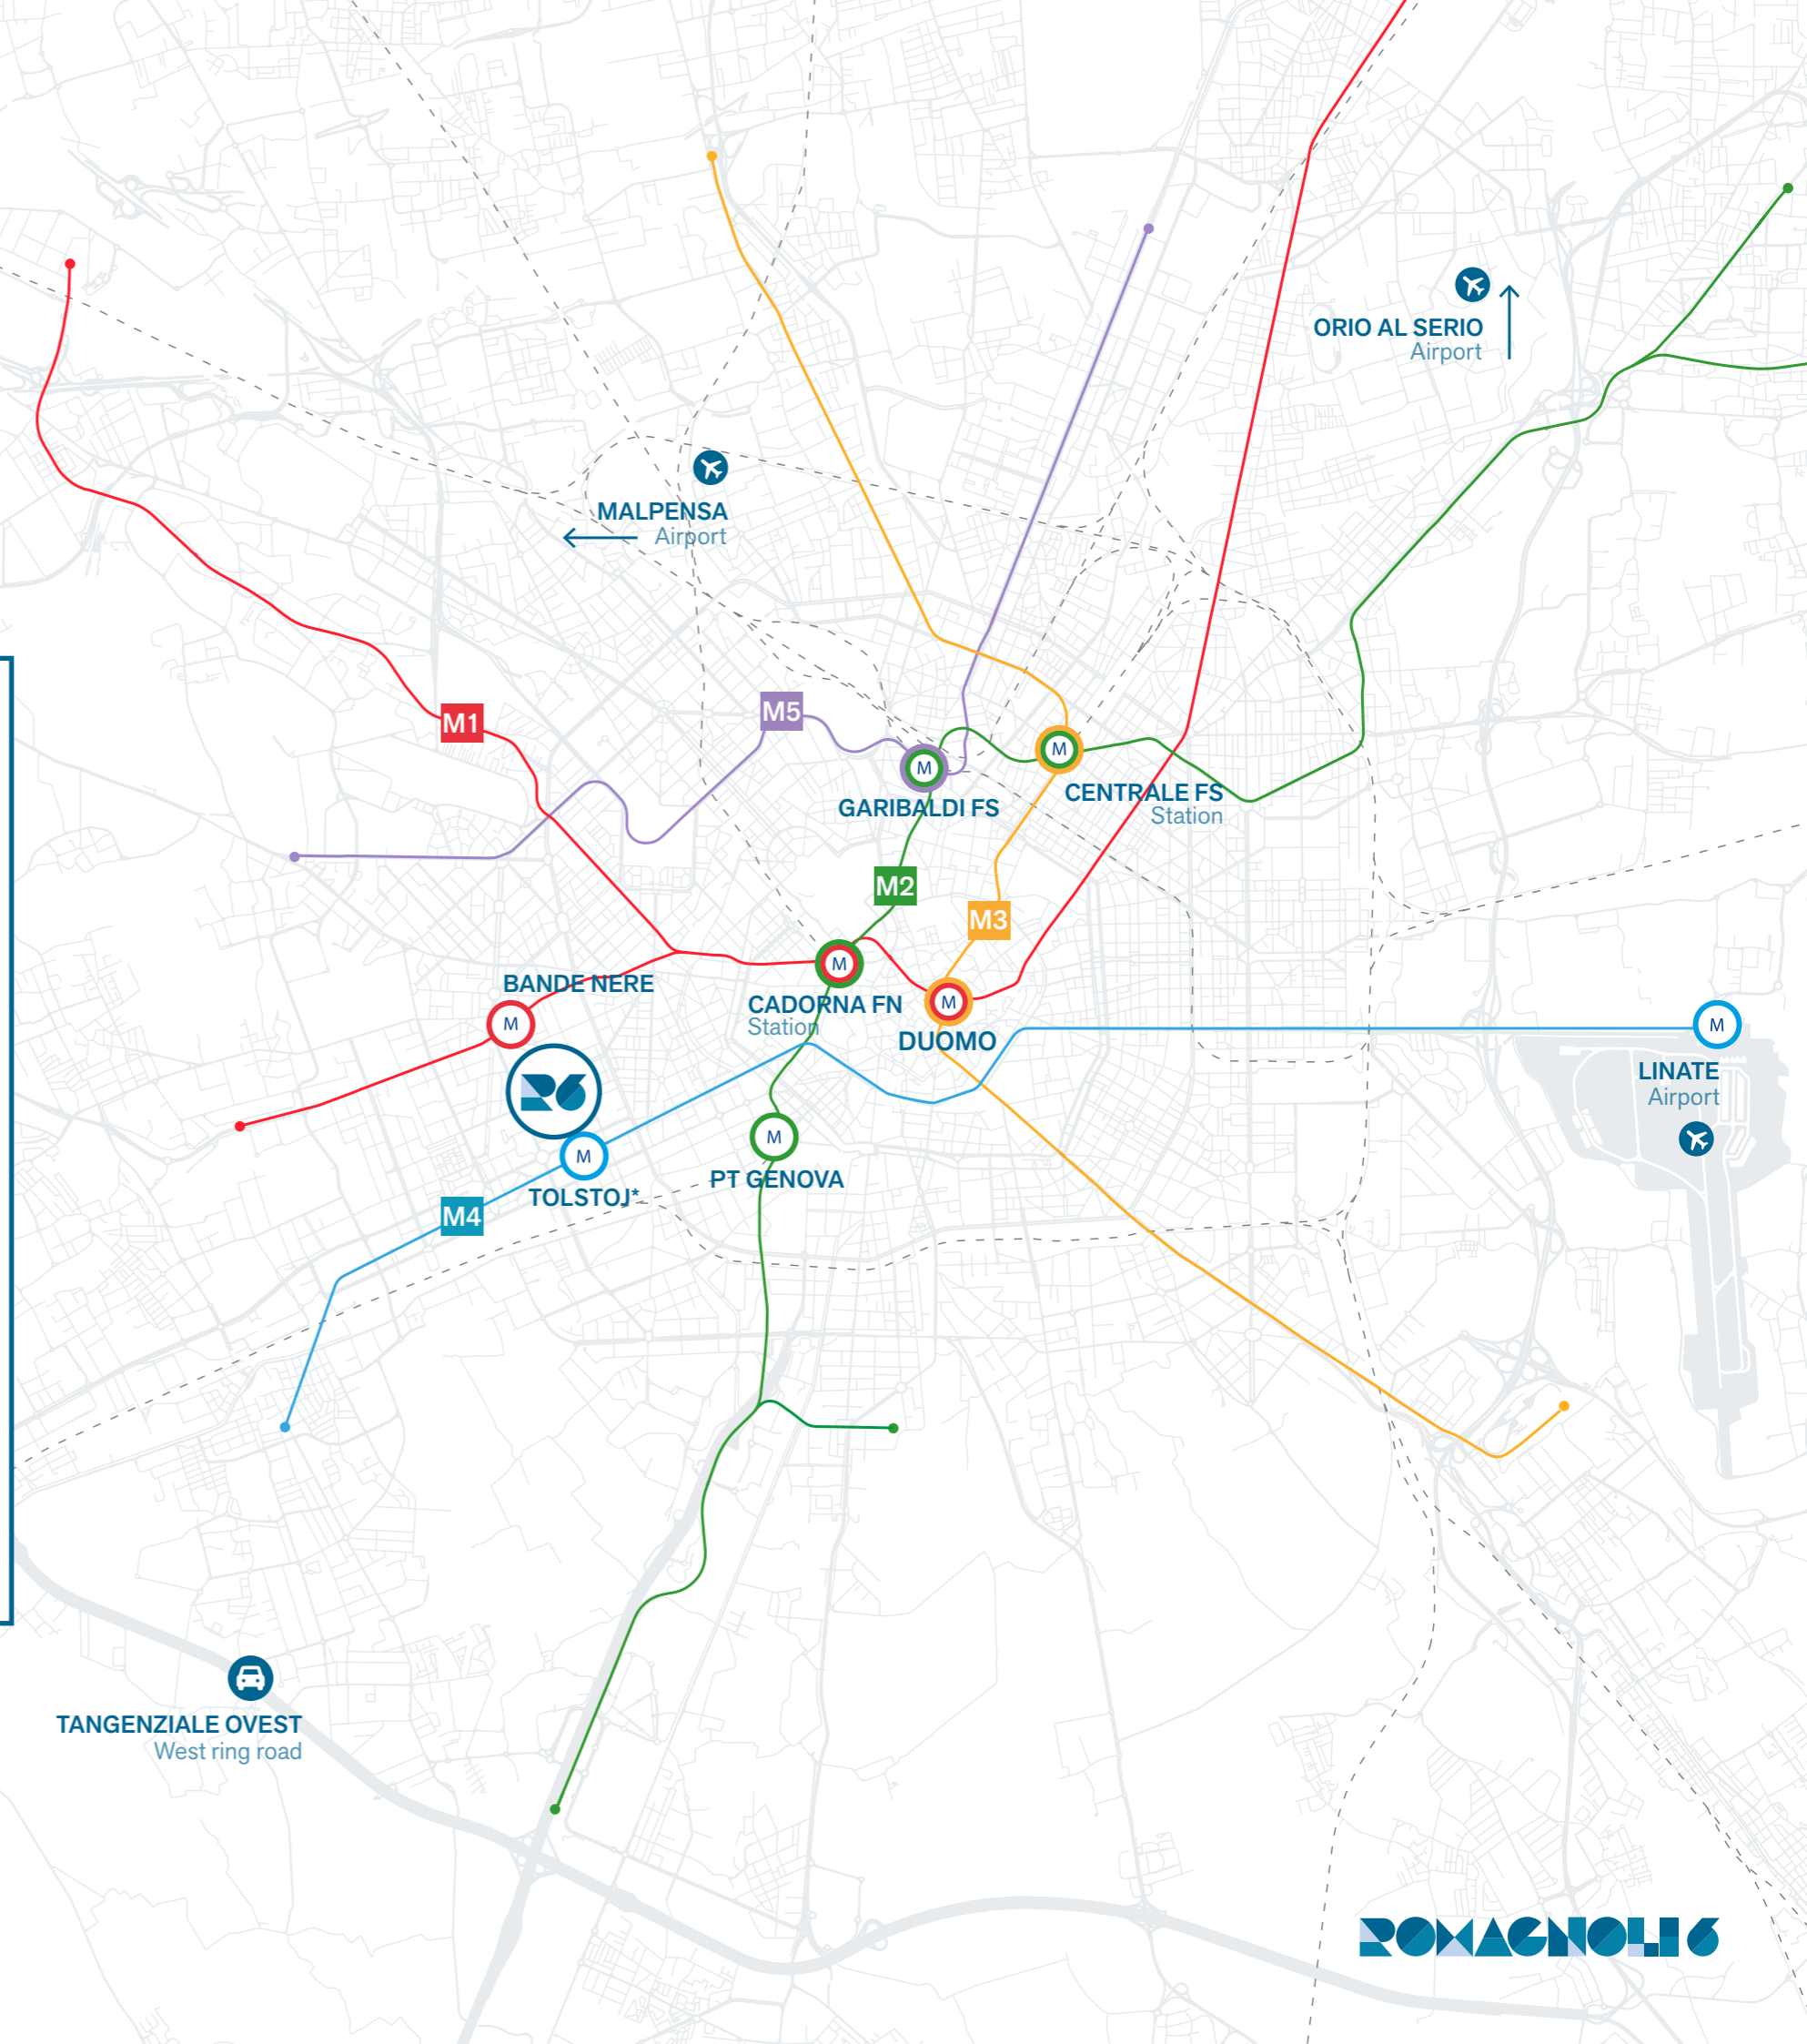 ORIO AL SERIO
Airport
MALPENSA
Airport
M1
M5
M
M
GARIBALDI FS
CENTRALE FS
Station
M2
M3
M
BANDE NERE
M
CADORNA FN
Station
M
DUOMO
M
LINATE
Airport
R6
M
M
TOLSTOJ*
PT GENOVA
M4
TANGENZIALE OVEST
West ring road
ROMAGNOLI 6